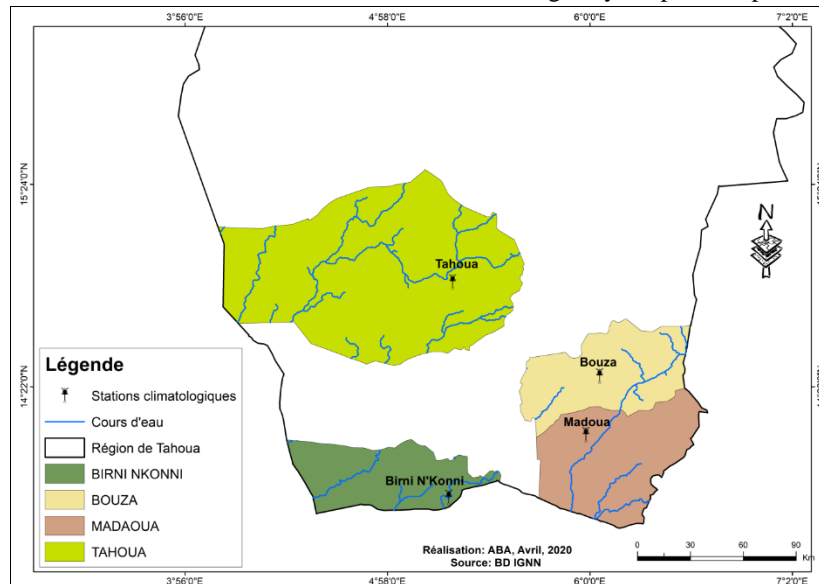 3°56'0"E 4°58'0"E 6°0'0"E 7°2'0"E
15°24'0"N
N
Tahoua
Bouza
14°22'0"N
Madoua
Birni N'Konni
Légende
Stations climatologiques
Cours d'eau
Région de Tahoua
BIRNI NKONNI
BOUZA
MADAOUA
TAHOUA
Réalisation: ABA, Avril, 2020
Source: BD IGNN
0 30 60 90
Km
3°56'0"E 4°58'0"E 6°0'0"E 7°2'0"E